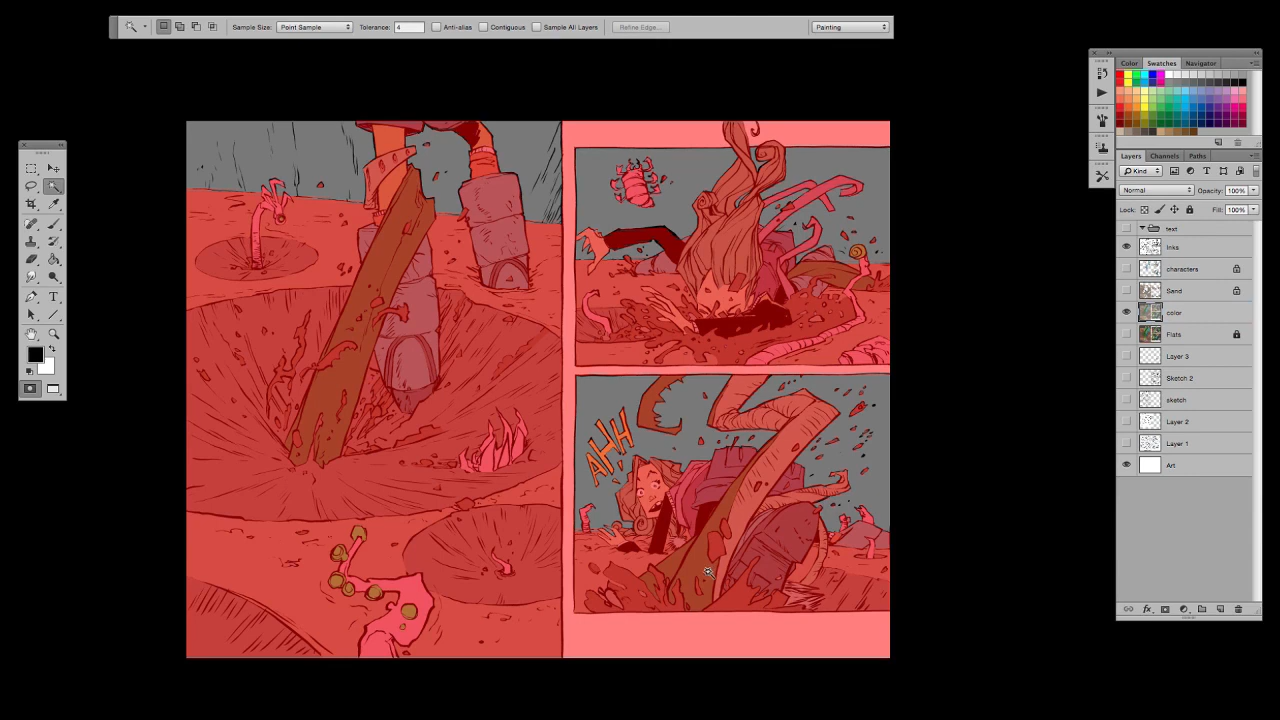 Sample Size: Point Sample Tolerance: 4 Anti-alias Contiguous Sample All Layers Refine Edge... Painting
Color Swatches Navigator
Layers Channels Paths
Kind
Normal Opacity: 100%
Lock: Fill: 100%
text
Inks
characters
Sand
color
Flats
Layer 3
Sketch 2
sketch
Layer 2
Layer 1
Art
AHH!
T
fx